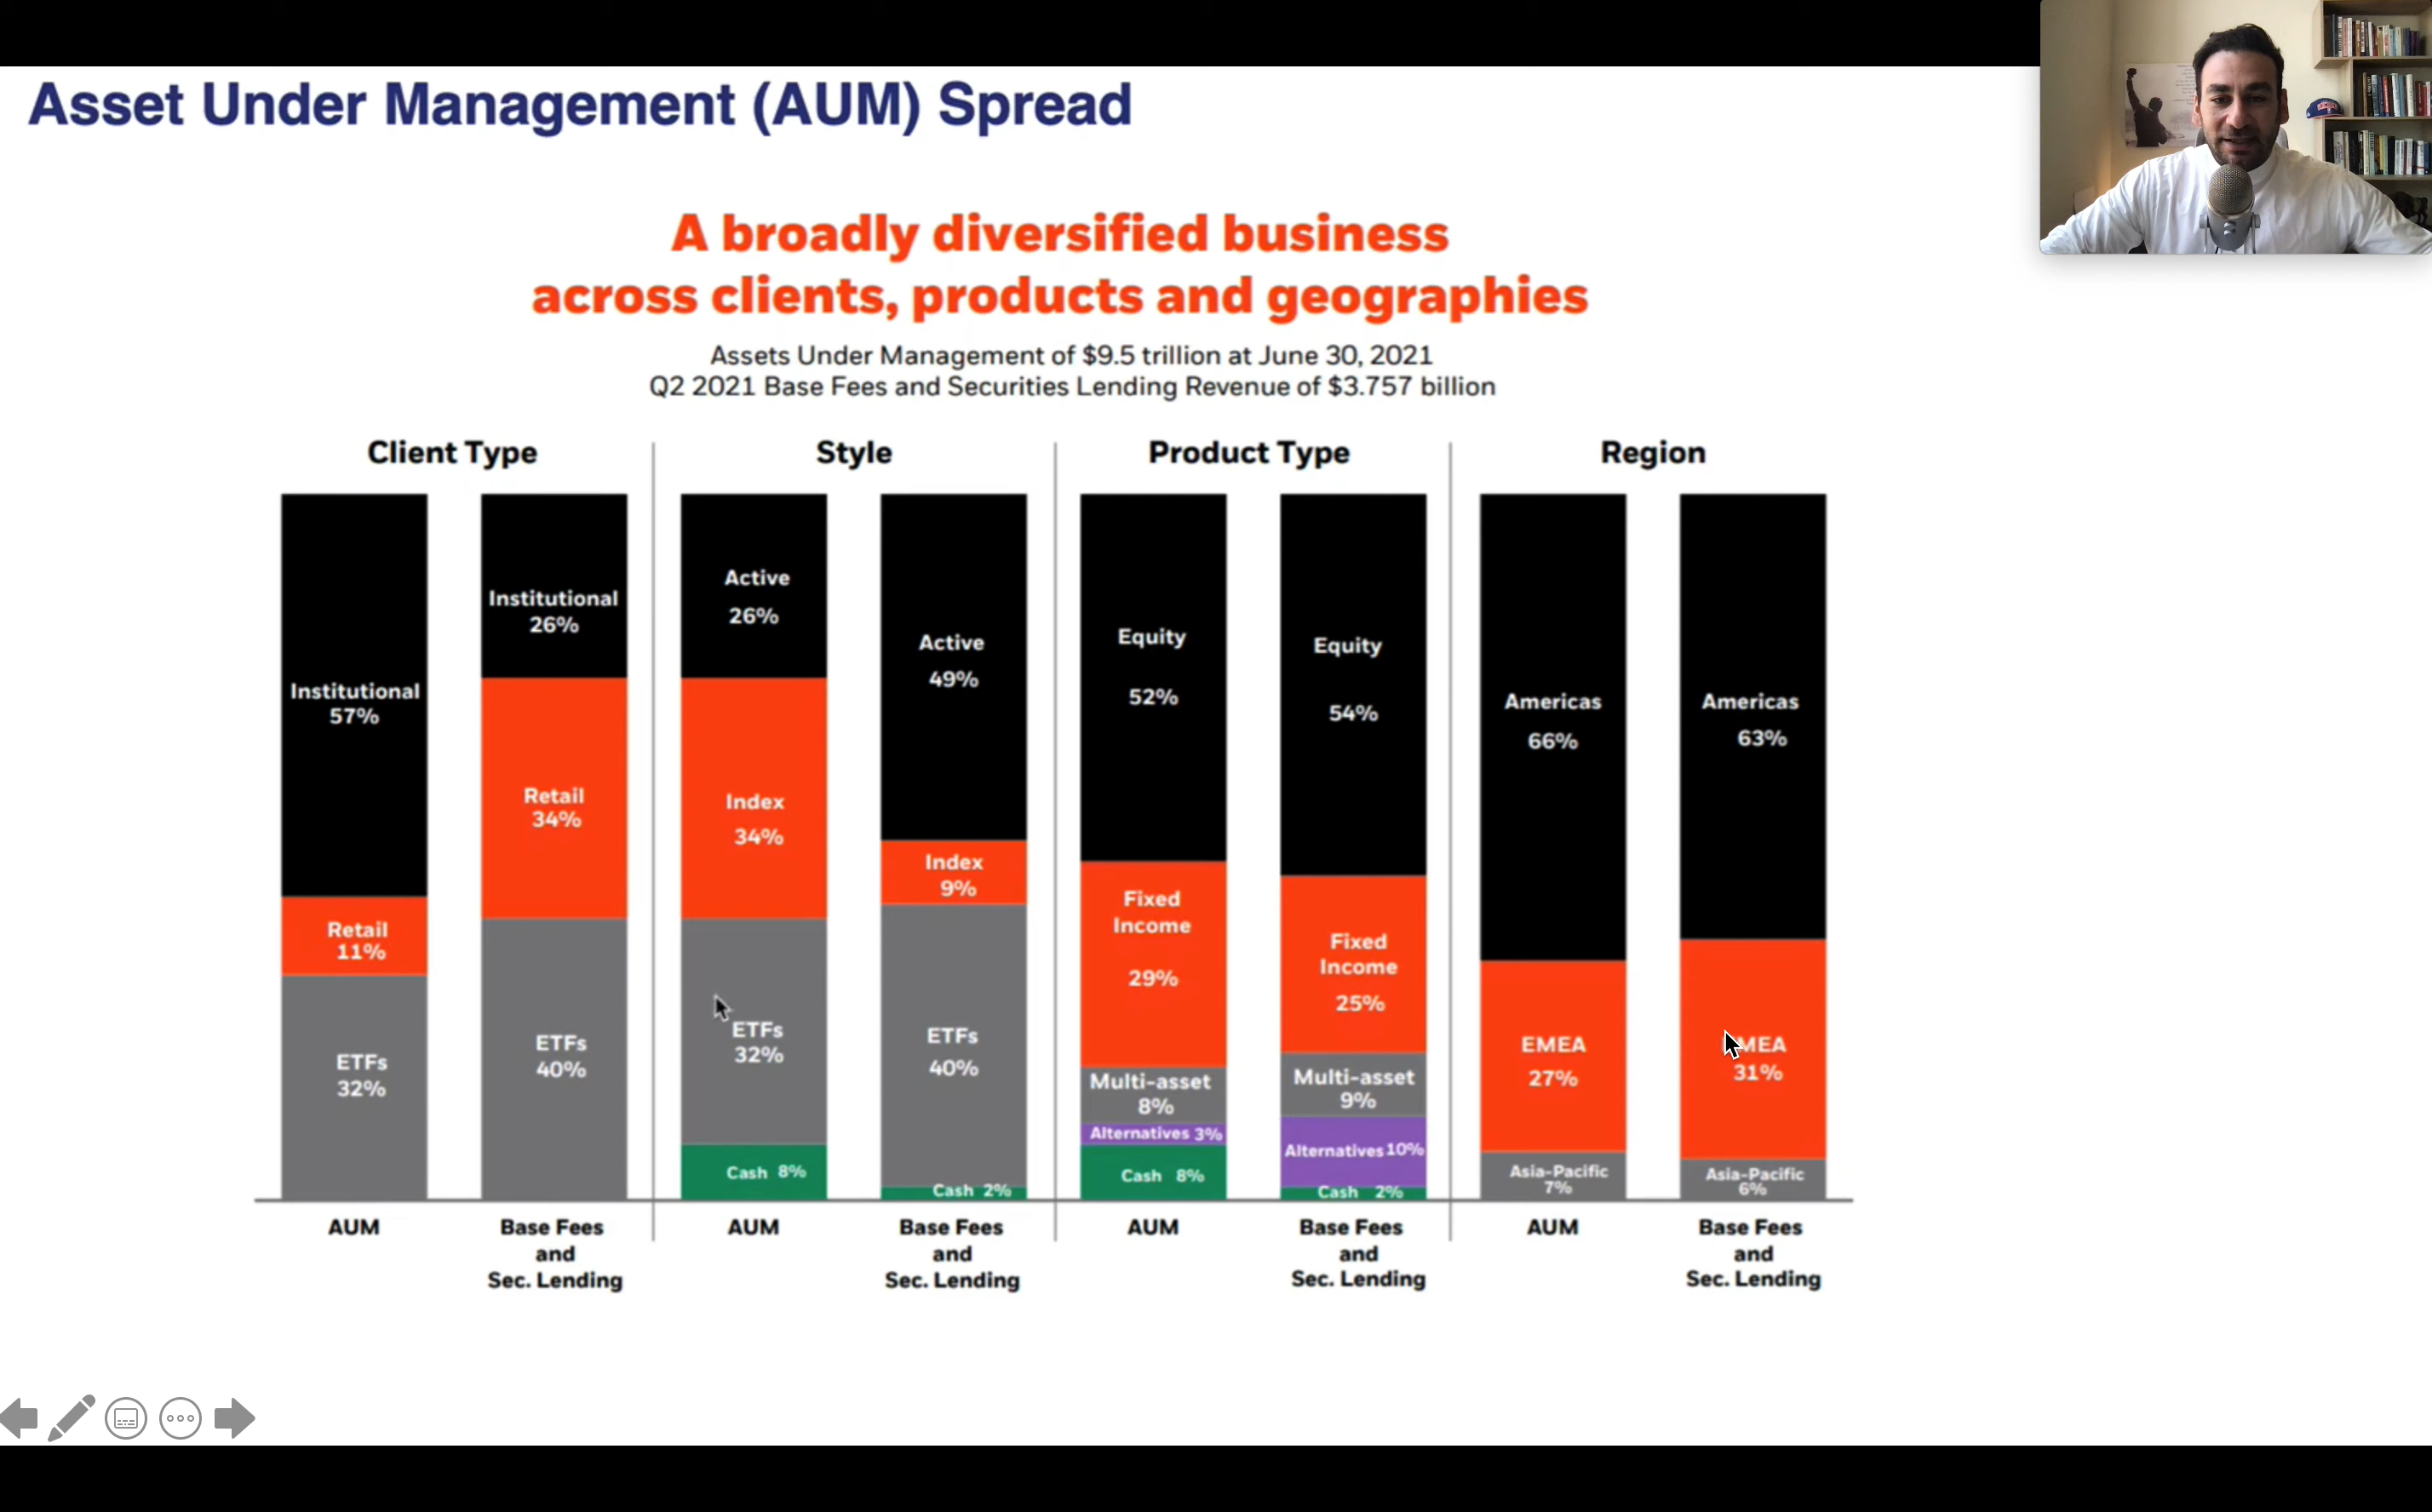 Asset Under Management (AUM) Spread
A broadly diversified business
across clients, products and geographies
Assets Under Management of $9.5 trillion at June 30, 2021
Q2 2021 Base Fees and Securities Lending Revenue of $3.757 billion
Client Type
Institutional
57%
Retail
11%
ETFs
32%
AUM
Institutional
26%
Retail
34%
ETFs
40%
Base Fees
and
Sec. Lending
Style
Active
26%
Index
34%
ETFs
32%
Cash 8%
AUM
Active
49%
Index
9%
ETFs
40%
Cash 2%
Base Fees
and
Sec. Lending
Product Type
Equity
52%
Fixed
Income
29%
Multi-asset
8%
Alternatives 3%
Cash 8%
AUM
Equity
54%
Fixed
Income
25%
Multi-asset
9%
Alternatives 10%
Cash 2%
Base Fees
and
Sec. Lending
Region
Americas
66%
EMEA
27%
Asia-Pacific
7%
AUM
Americas
63%
EMEA
31%
Asia-Pacific
6%
Base Fees
and
Sec. Lending